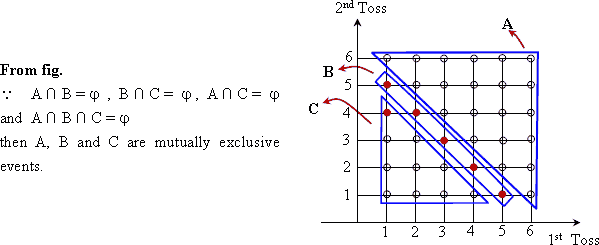 From fig.
∵ A ∩ B = φ , B ∩ C = φ , A ∩ C = φ
and A ∩ B ∩ C = φ
then A, B and C are mutually exclusive
events.
2nd Toss
A
B
C
6
5
4
3
2
1
1 2 3 4 5 6
1st Toss